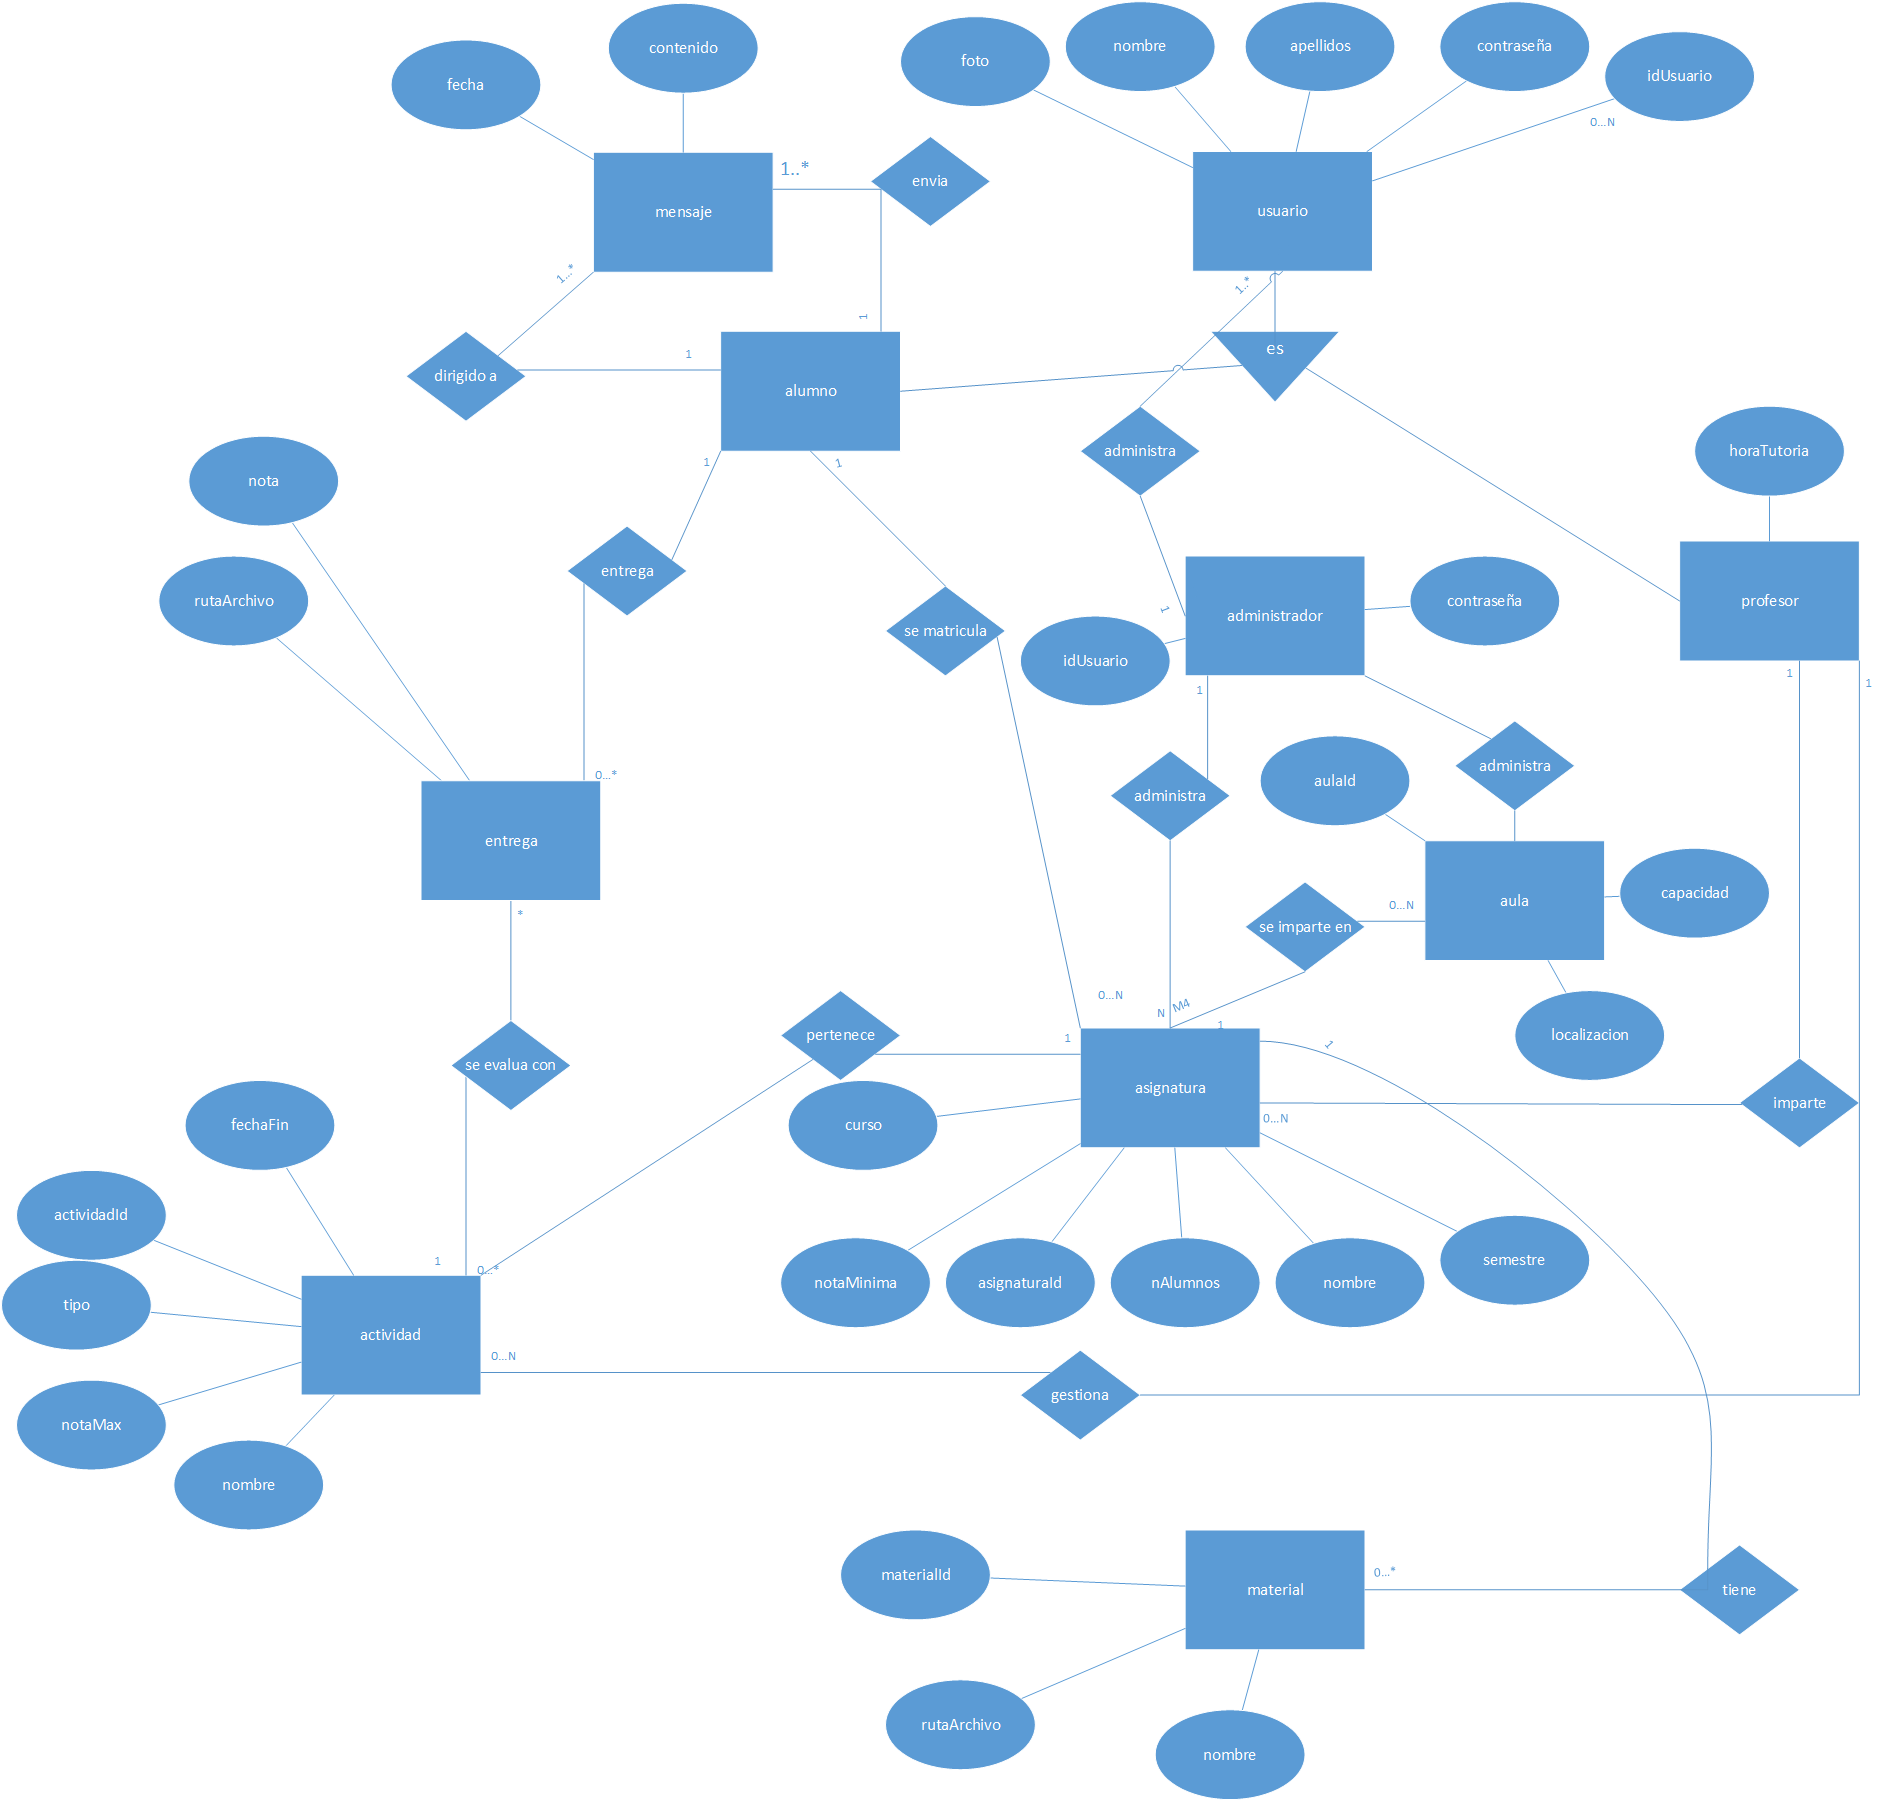 contenido
nombre
apellidos
contraseña
foto
idUsuario
fecha
0...N
1..*
envia
mensaje
usuario
1...*
1..*
1
es
1
dirigido a
alumno
horaTutoria
administra
1
1
nota
entrega
rutaArchivo
contraseña
profesor
1
administrador
se matricula
idUsuario
1
1
1
administra
aulaId
0...*
administra
entrega
capacidad
aula
0...N
*
se imparte en
0...N
M4
N
1
pertenece
1
localizacion
1
se evalua con
asignatura
imparte
0...N
fechaFin
curso
actividadId
semestre
1
0...*
notaMinima
asignaturaId
nAlumnos
nombre
tipo
actividad
0...N
gestiona
notaMax
nombre
0...*
materialId
material
tiene
rutaArchivo
nombre